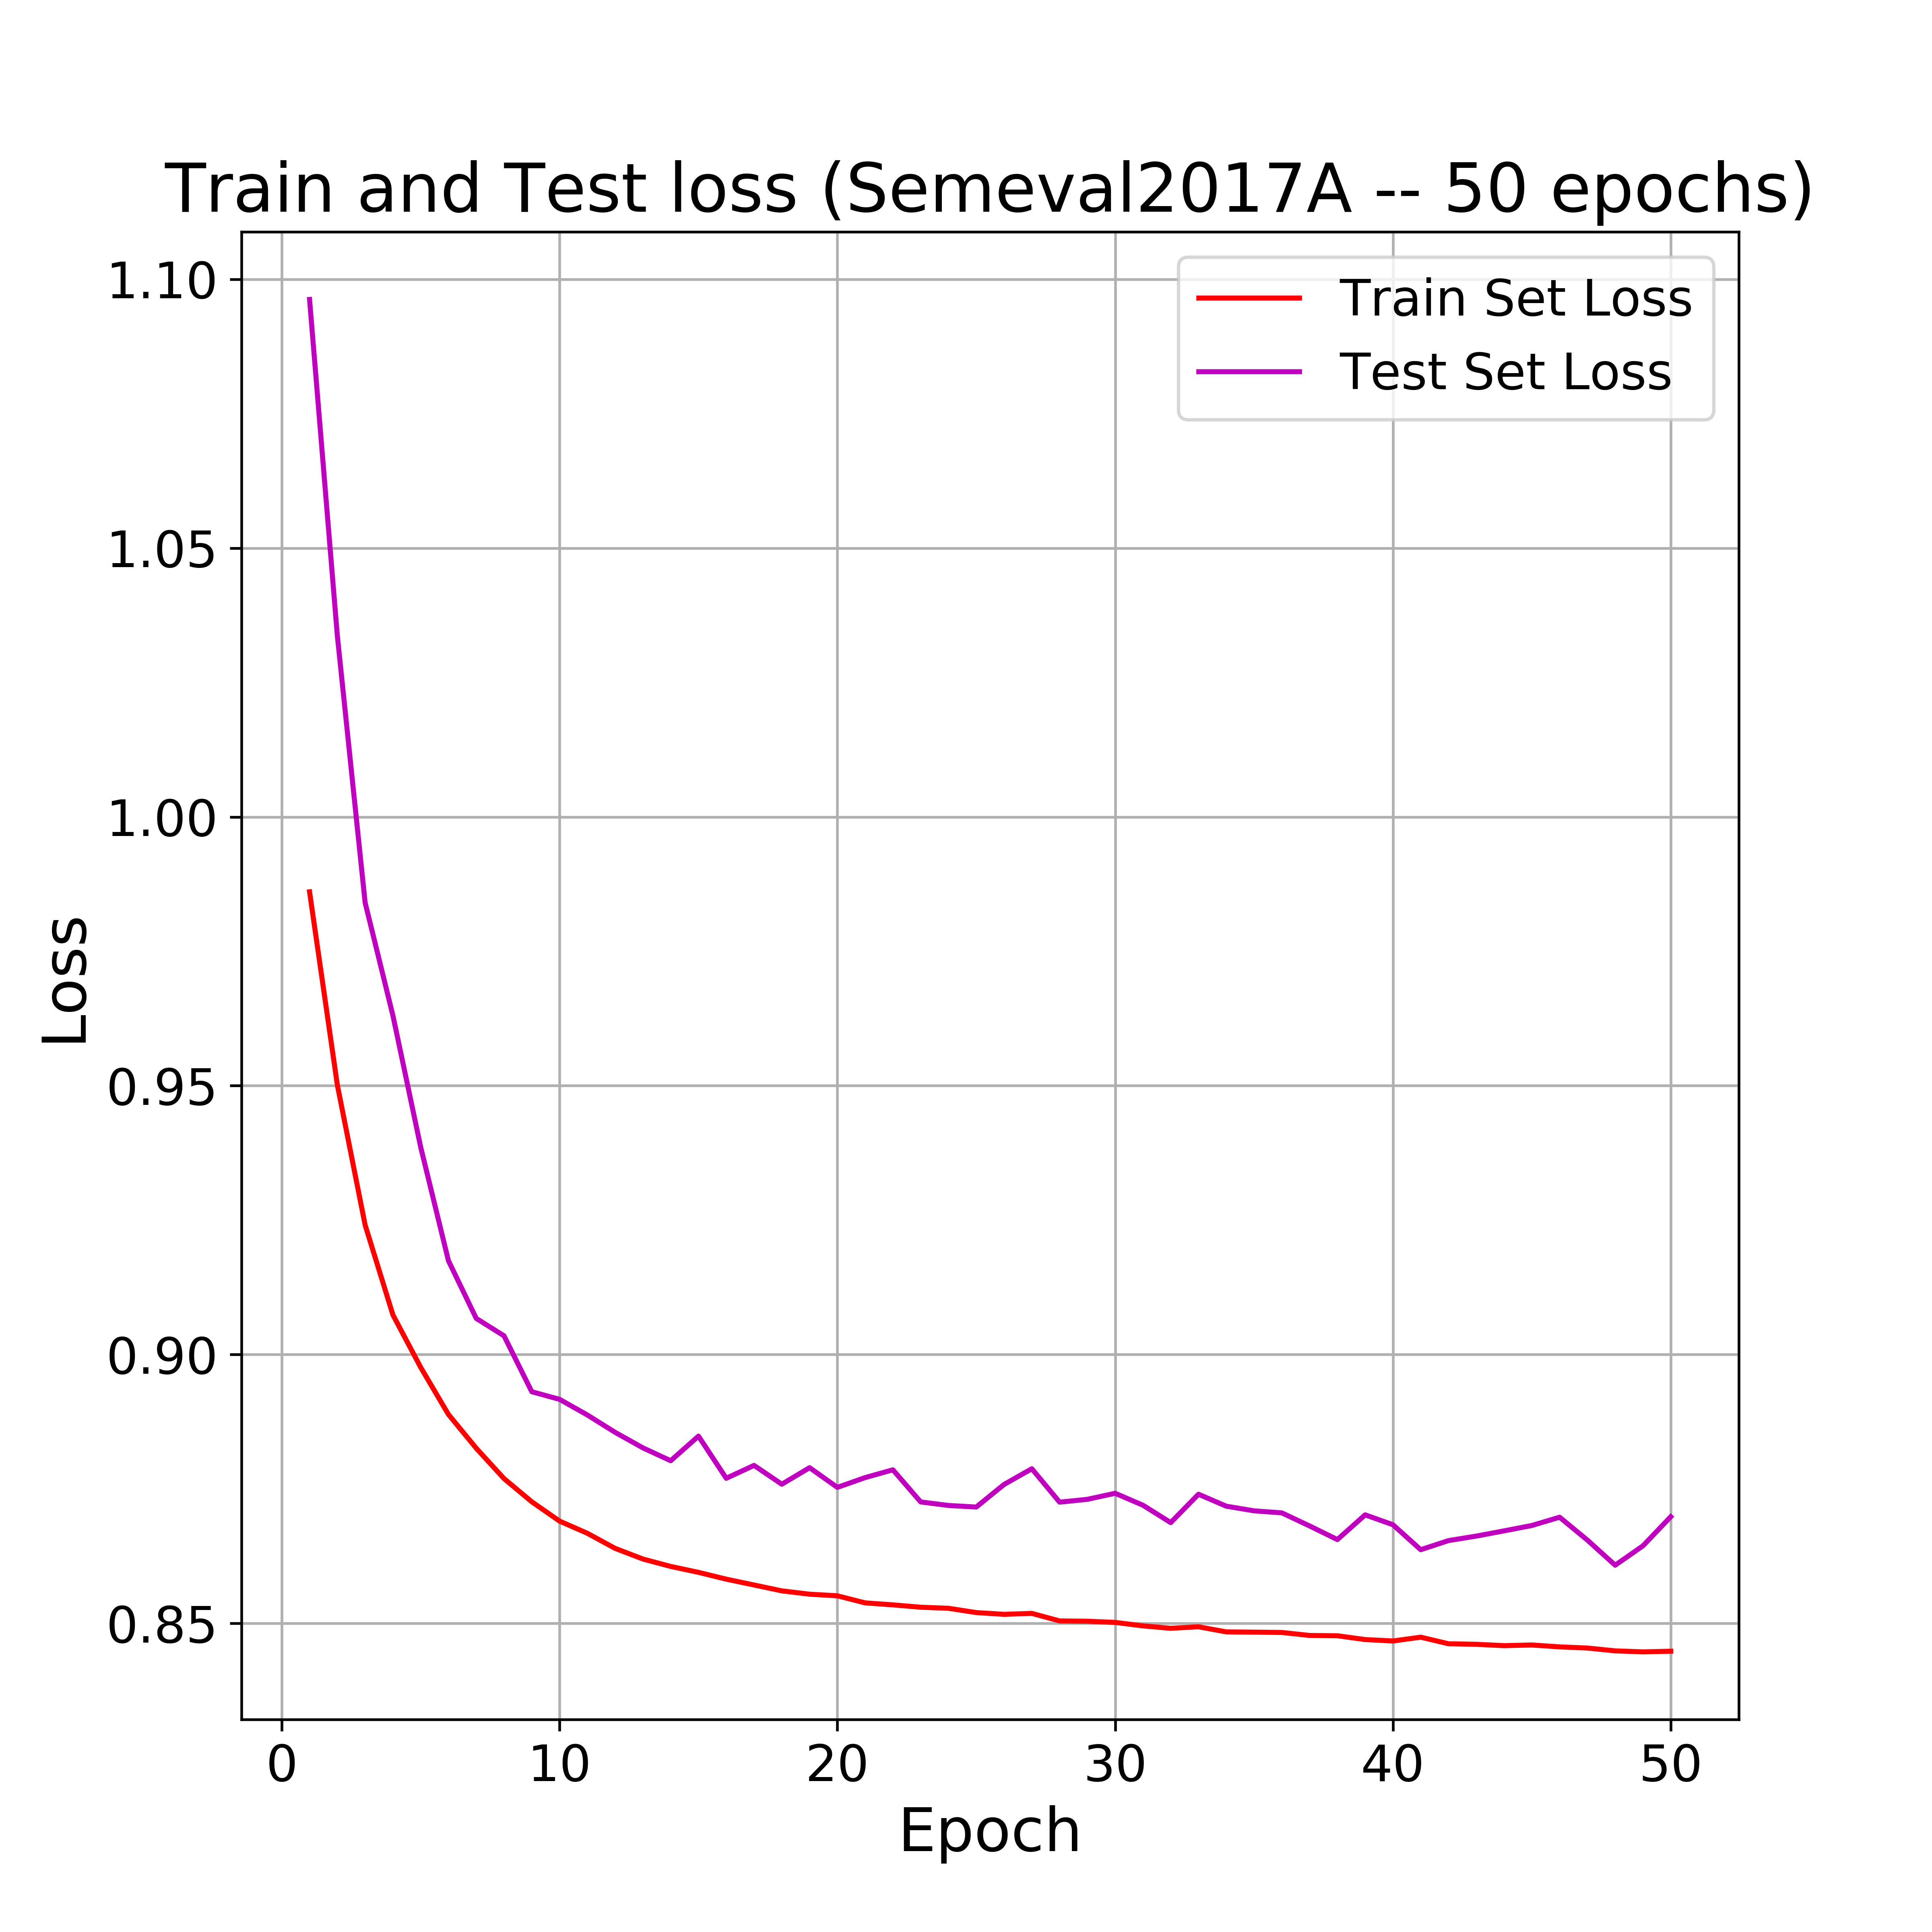 Train and Test loss (Semeval2017A -- 50 epochs)
Train Set Loss
Test Set Loss
1.10
1.05
1.00
0.95
0.90
0.85
Loss
0 10 20 30 40 50
Epoch